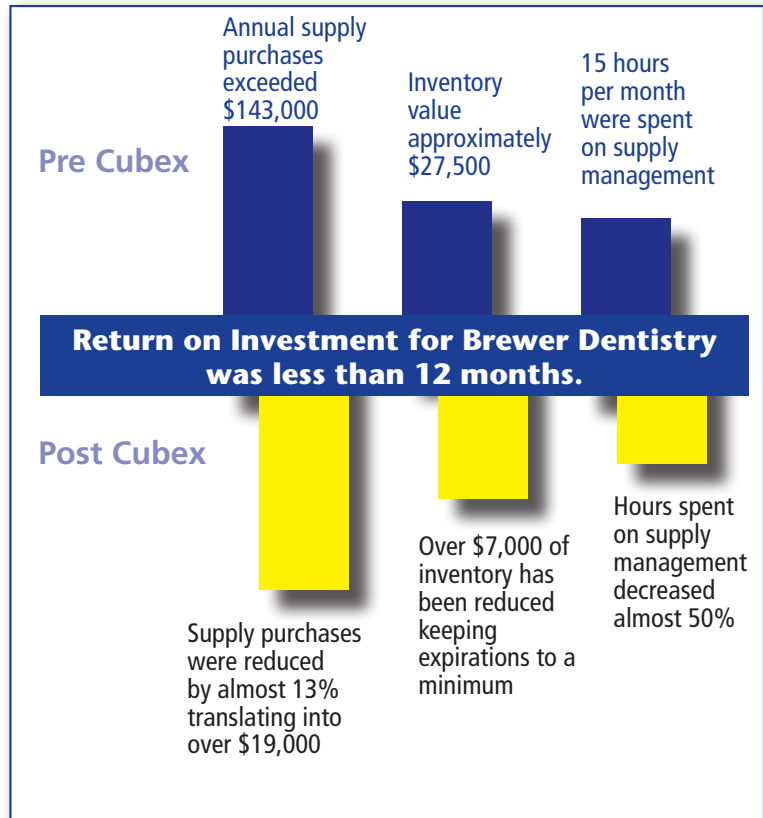 Annual supply
purchases
exceeded
$143,000
Inventory
value
approximately
$27,500
15 hours
per month
were spent
on supply
management
Pre Cubex
Return on Investment for Brewer Dentistry
was less than 12 months.
Post Cubex
Supply purchases
were reduced
by almost 13%
translating into
over $19,000
Over $7,000 of
inventory has
been reduced
keeping
expirations to a
minimum
Hours spent
on supply
management
decreased
almost 50%